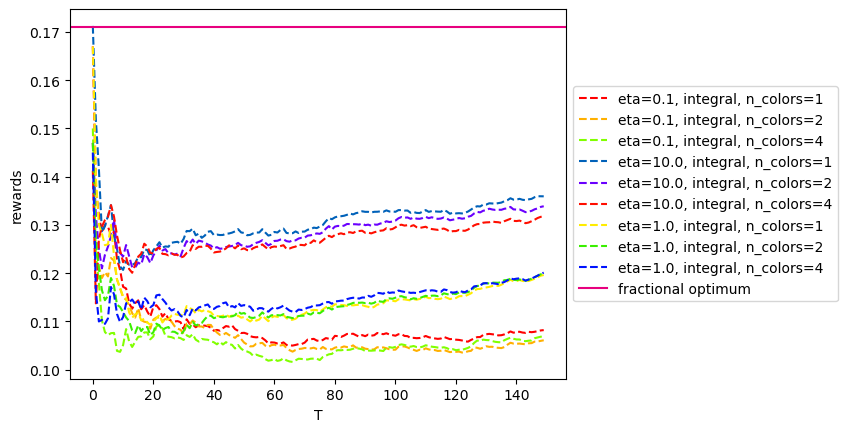 0.17
0.16
0.15
0.14
0.13
0.12
0.11
0.10
rewards
0 20 40 60 80 100 120 140
T
eta=0.1, integral, n_colors=1
eta=0.1, integral, n_colors=2
eta=0.1, integral, n_colors=4
eta=10.0, integral, n_colors=1
eta=10.0, integral, n_colors=2
eta=10.0, integral, n_colors=4
eta=1.0, integral, n_colors=1
eta=1.0, integral, n_colors=2
eta=1.0, integral, n_colors=4
fractional optimum